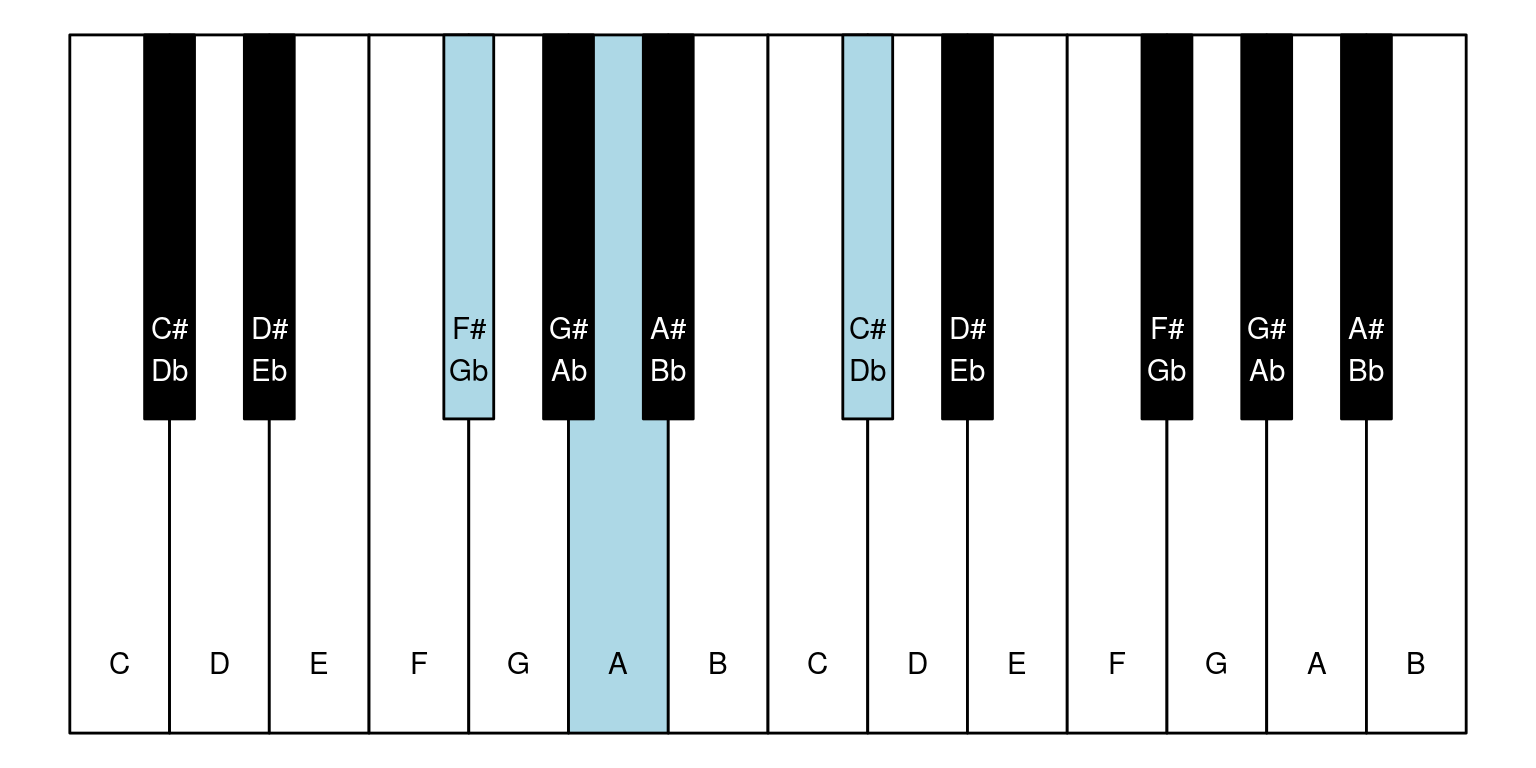 C# D# F# G# A# C# D# F# G# A#
Db Eb Gb Ab Bb Db Eb Gb Ab Bb
C D E F G A B C D E F G A B